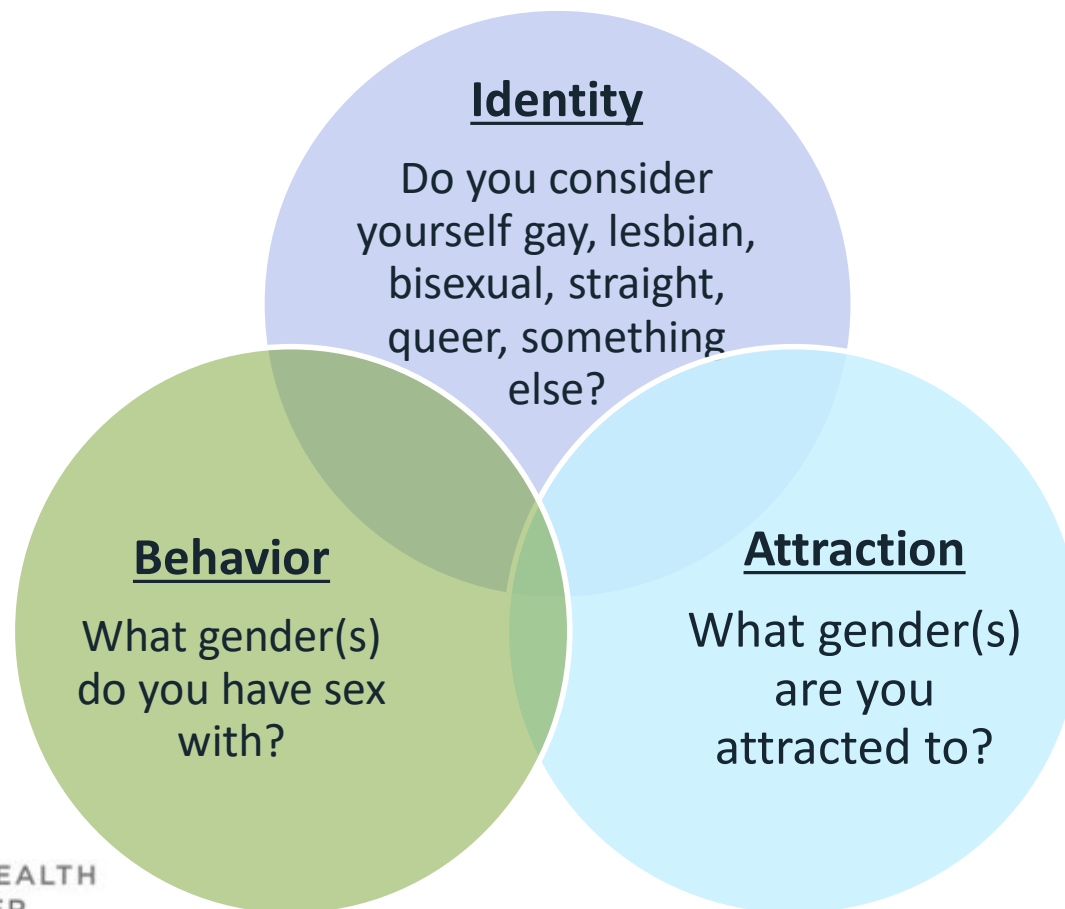 Identity
Do you consider
yourself gay, lesbian,
bisexual, straight,
queer, something
else?
Behavior
What gender(s)
do you have sex
with?
Attraction
What gender(s)
are you
attracted to?
EALTH